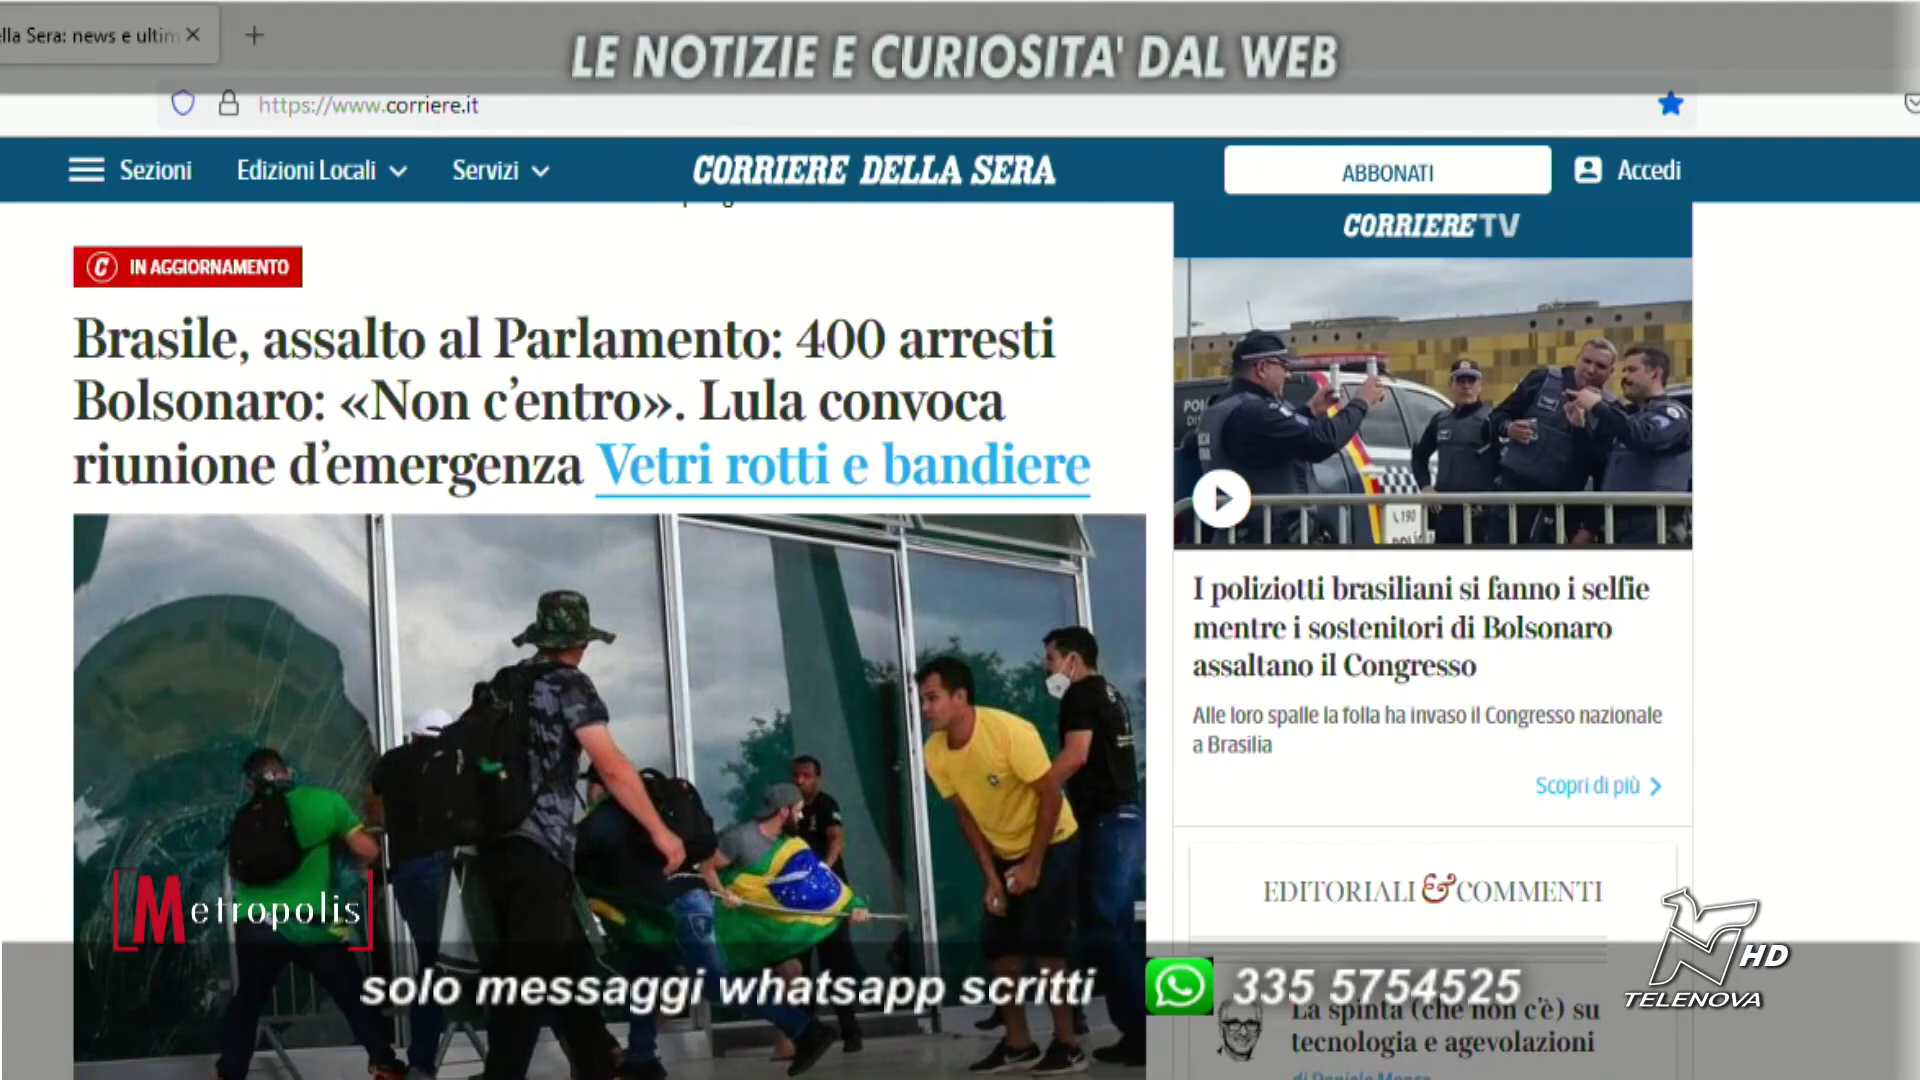 lla Sera: news e ultim
LE NOTIZIE E CURIOSITA' DAL WEB
https://www.corriere.it
Sezioni
Edizioni Locali
Servizi
CORRIERE DELLA SERA
ABBONATI
Accedi
CORRIERE TV
C IN AGGIORNAMENTO
Brasile, assalto al Parlamento: 400 arresti
Bolsonaro: «Non c'entro». Lula convoca
riunione d'emergenza Vetri rotti e bandiere
190
I poliziotti brasiliani si fanno i selfie
mentre i sostenitori di Bolsonaro
assaltano il Congresso
Alle loro spalle la folla ha invaso il Congresso nazionale
a Brasilia
Scopri di più
EDITORIALI & COMMENTI
Metropolis
solo messaggi whatsapp scritti
335 5754525
HD
TELENOVA
La spinta (che non c'è) su
tecnologia e agevolazioni